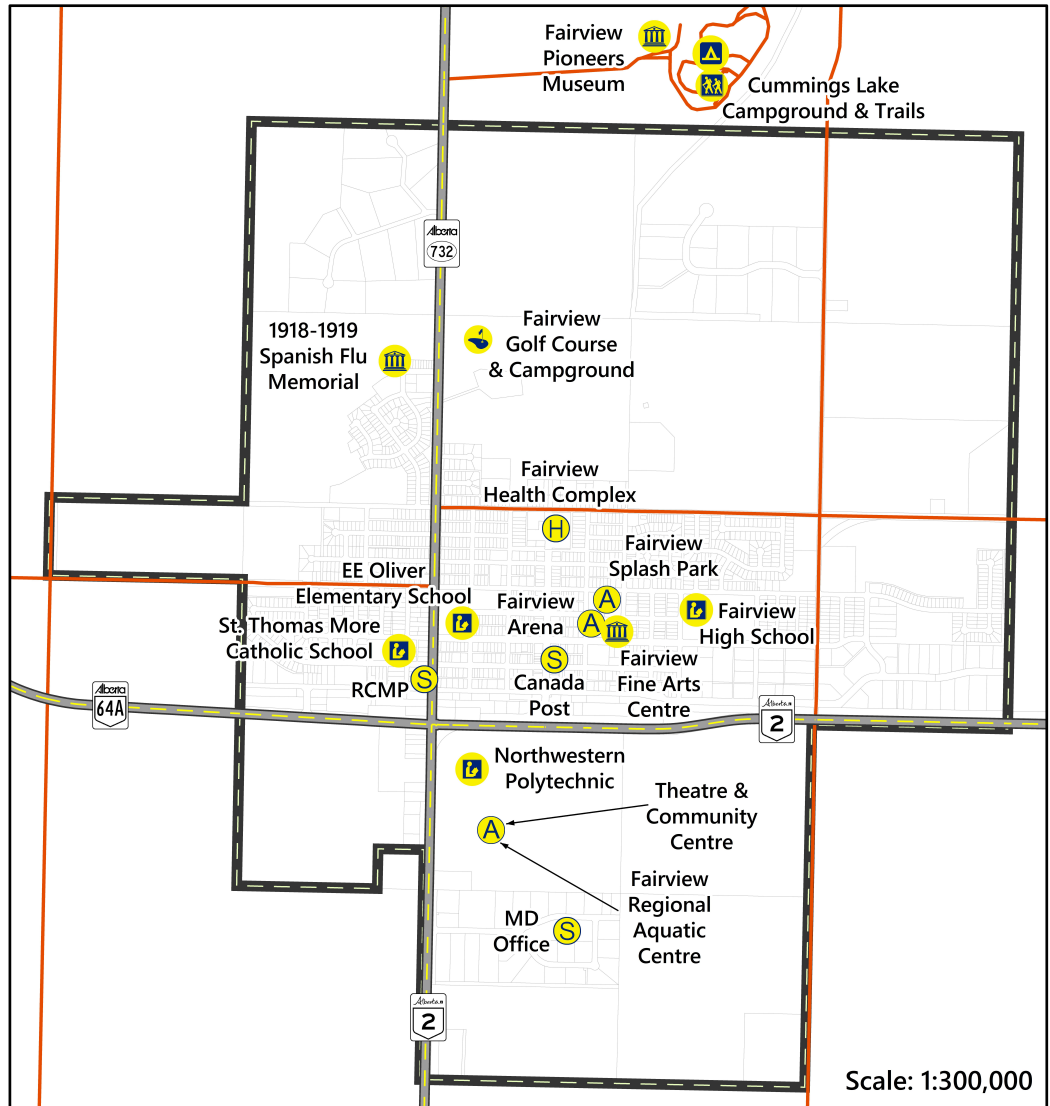 Fairview
Pioneers
Museum
Cummings Lake
Campground & Trails
Alberta
732
1918-1919
Spanish Flu
Memorial
Fairview
Golf Course
& Campground
Fairview
Health Complex
H
Fairview
Splash Park
A
EE Oliver
Elementary School
Fairview
Arena
A
Fairview
High School
St. Thomas More
Catholic School
RCMP
S
S
Canada
Post
Fairview
Fine Arts
Centre
Alberta
64A
Alberta
2
Northwestern
Polytechnic
Theatre &
Community
Centre
A
Fairview
Regional
Aquatic
Centre
MD
Office
S
Alberta
2
Scale: 1:300,000